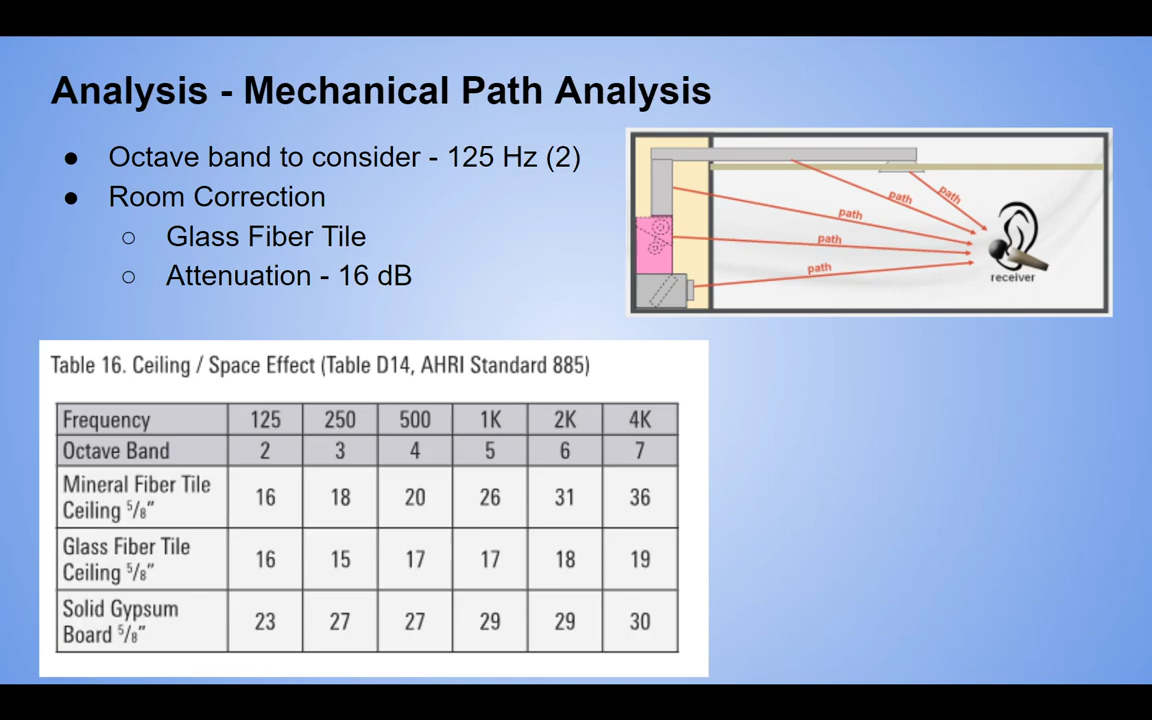 Analysis - Mechanical Path Analysis
● Octave band to consider - 125 Hz (2)
● Room Correction
○ Glass Fiber Tile
○ Attenuation - 16 dB
path
path
path
path
path
receiver
Table 16. Ceiling / Space Effect (Table D14, AHRI Standard 885)
Frequency 125 250 500 1K 2K 4K
Octave Band 2 3 4 5 6 7
Mineral Fiber Tile
Ceiling 5/8" 16 18 20 26 31 36
Glass Fiber Tile
Ceiling 5/8" 16 15 17 17 18 19
Solid Gypsum
Board 5/8" 23 27 27 29 29 30